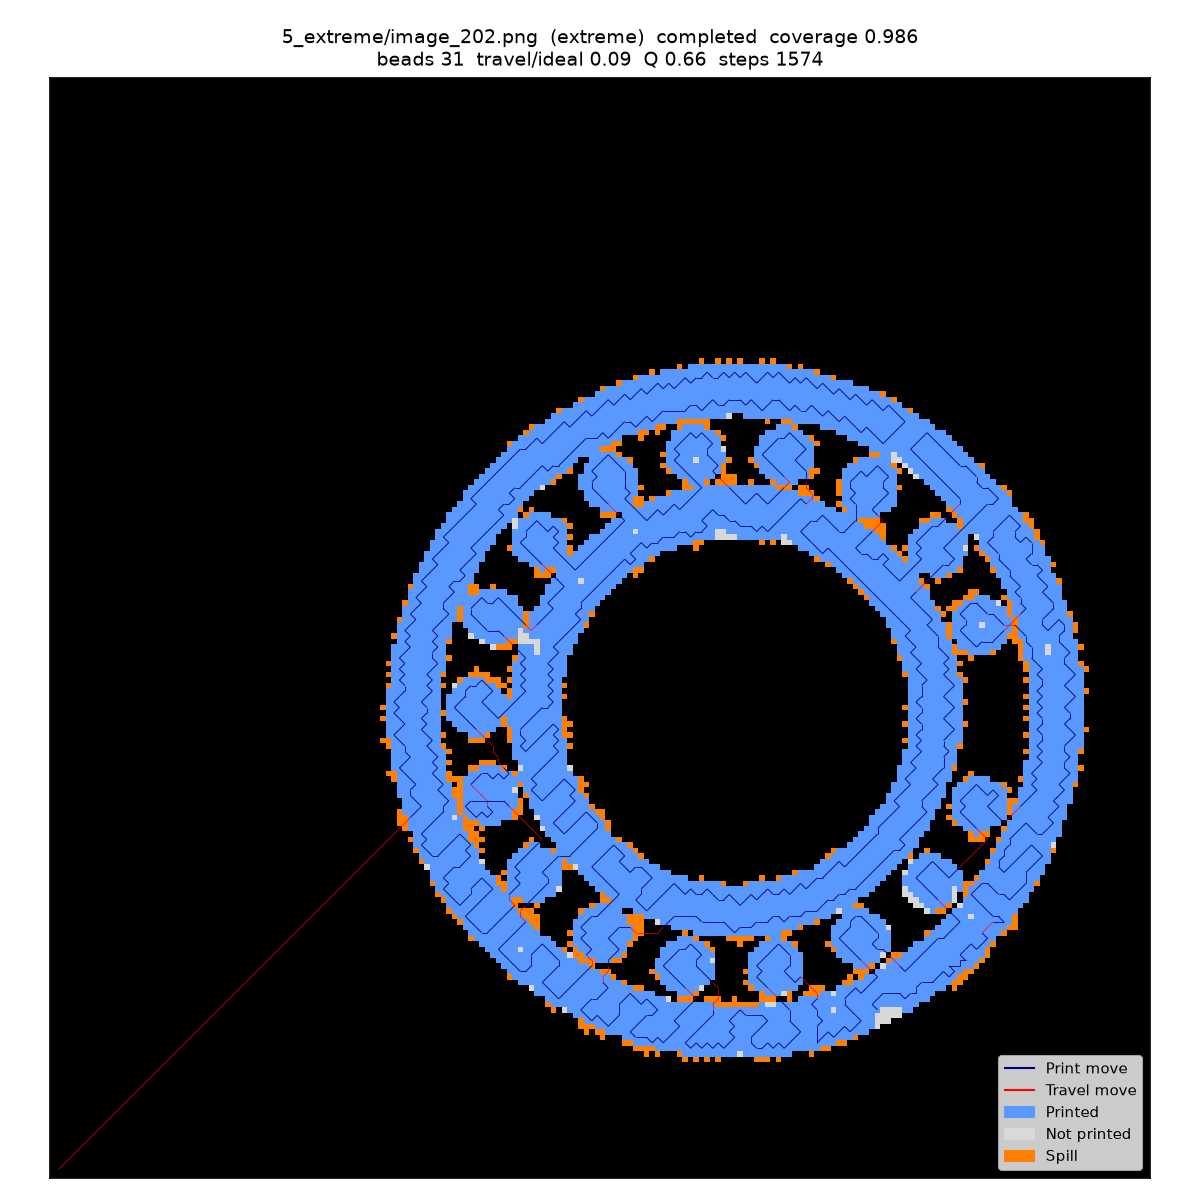 5_extreme/image_202.png  (extreme)  completed  coverage 0.986
beads 31  travel/ideal 0.09  Q 0.66  steps 1574
Print move
Travel move
Printed
Not printed
Spill